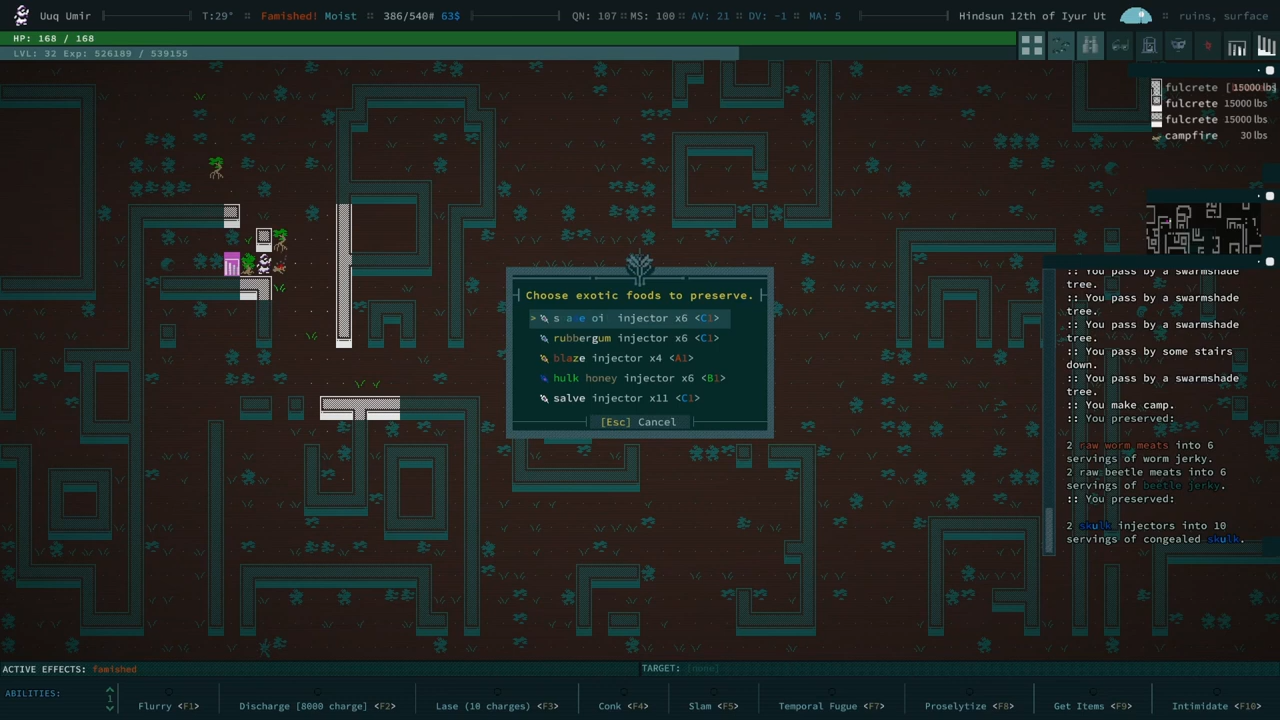 Uuq Umir T:29° Famished! Moist 386/540# 63$ QN: 107 MS: 100 AV: 21 DV: -1 MA: 5 Hindsun 12th of Iyur Ut ruins, surface
HP: 168 / 168
LVL: 32 Exp: 526189 / 539155
fulcrete 15000 lbs
fulcrete 15000 lbs
fulcrete 15000 lbs
campfire 30 lbs
:: You pass by a swarmshade
tree.
:: You pass by a swarmshade
tree.
:: You pass by a swarmshade
tree.
:: You pass by some stairs
down.
:: You pass by a swarmshade
tree.
:: You make camp.
:: You preserved:
2 raw worm meats into 6
servings of worm jerky.
2 raw beetle meats into 6
servings of beetle jerky.
:: You preserved:
2 skulk injectors into 10
servings of congealed skulk.
Choose exotic foods to preserve.
> injector x6 <C1>
rubbergum injector x6 <C1>
blaze injector x4 <A1>
hulk honey injector x6 <B1>
salve injector x11 <C1>
[Esc] Cancel
ACTIVE EFFECTS: famished
TARGET: [none]
ABILITIES: 1 Flurry <F1> Discharge [8000 charge] <F2> Lase (10 charges) <F3> Conk <F4> Slam <F5> Temporal Fugue <F7> Proselytize <F8> Get Items <F9> Intimidate <F10>